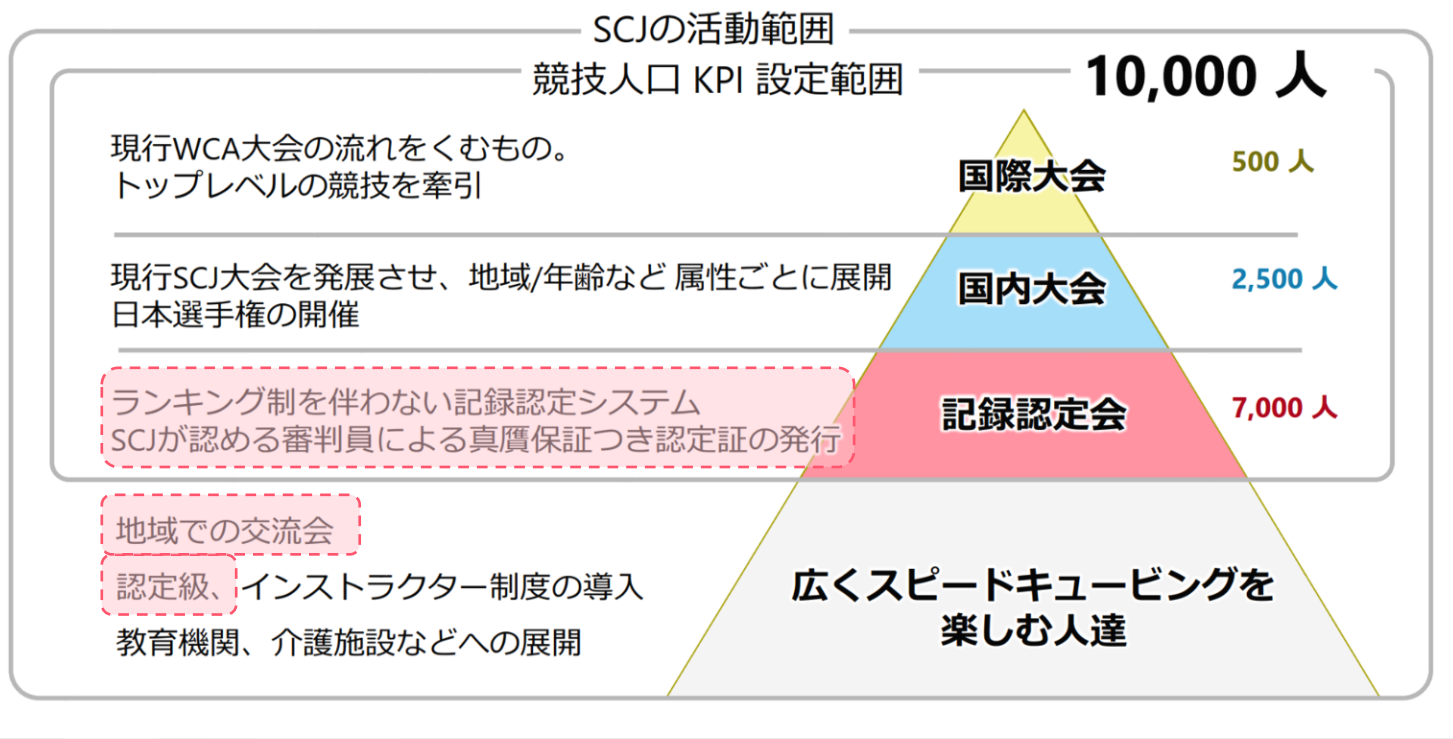 SCJの活動範囲
競技人口 KPI 設定範囲
10,000 人
現行WCA大会の流れをくむもの。
トップレベルの競技を牽引
国際大会
500 人
現行SCJ大会を発展させ、地域/年齢など 属性ごとに展開
日本選手権の開催
国内大会
2,500 人
ランキング制を伴わない記録認定システム
SCJが認める審判員による真贋保証つき認定証の発行
記録認定会
7,000 人
地域での交流会
認定級、インストラクター制度の導入
教育機関、介護施設などへの展開
広くスピードキュービングを
楽しむ人達